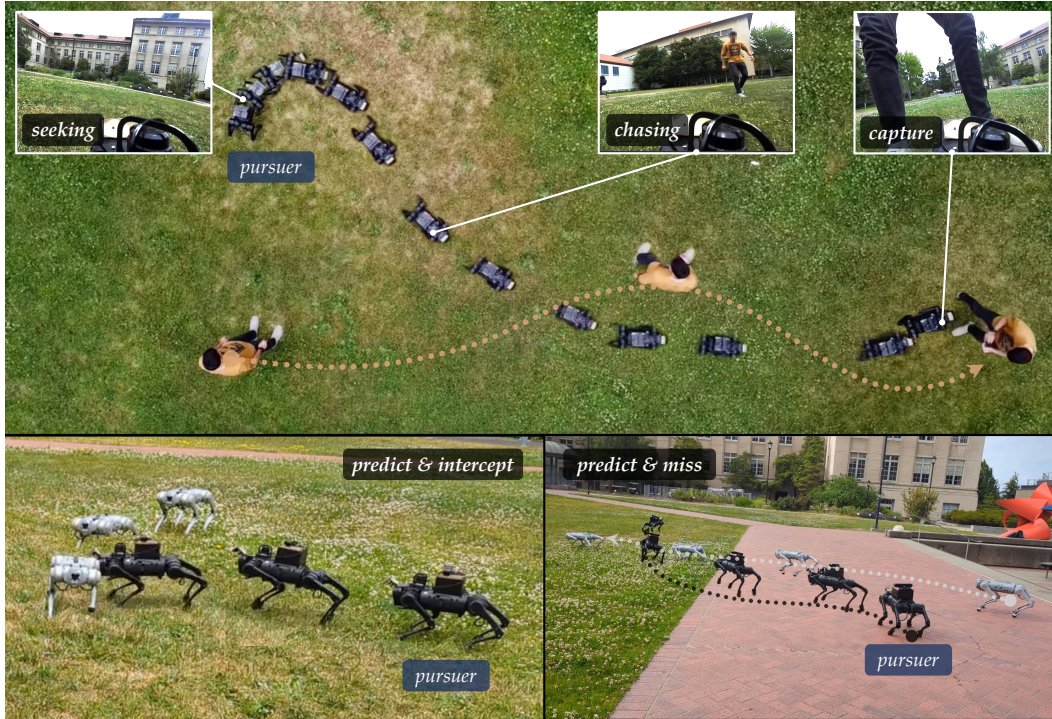 seeking
pursuer
chasing
capture
predict & intercept
pursuer
predict & miss
pursuer